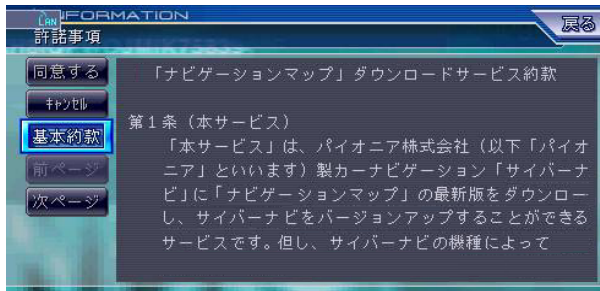 LAN INFORMATION
許諾事項
戻る
同意する
キャンセル
基本約款
前ページ
次ページ
「ナビゲーションマップ」ダウンロードサービス約款
第1条（本サービス）
「本サービス」は、パイオニア株式会社（以下「パイオ
ニア」といいます）製カーナビゲーション「サイバーナ
ビ」に「ナビゲーションマップ」の最新版をダウンロー
し、サイバーナビをバージョンアップすることができる
サービスです。但し、サイバーナビの機種によって